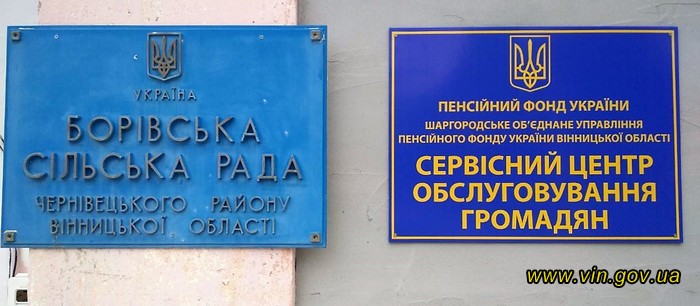 УКРАЇНА
БОРІВСЬКА
СІЛЬСЬКА РАДА
ЧЕРНІВЕЦЬКОГО РАЙОНУ
ВІННИЦЬКОЇ ОБЛАСТІ
ПЕНСІЙНИЙ ФОНД УКРАЇНИ
ШАРГОРОДСЬКЕ ОБ'ЄДНАНЕ УПРАВЛІННЯ
ПЕНСІЙНОГО ФОНДУ УКРАЇНИ ВІННИЦЬКОЇ ОБЛАСТІ
СЕРВІСНИЙ ЦЕНТР
ОБСЛУГОВУВАННЯ
ГРОМАДЯН
www.vin.gov.ua